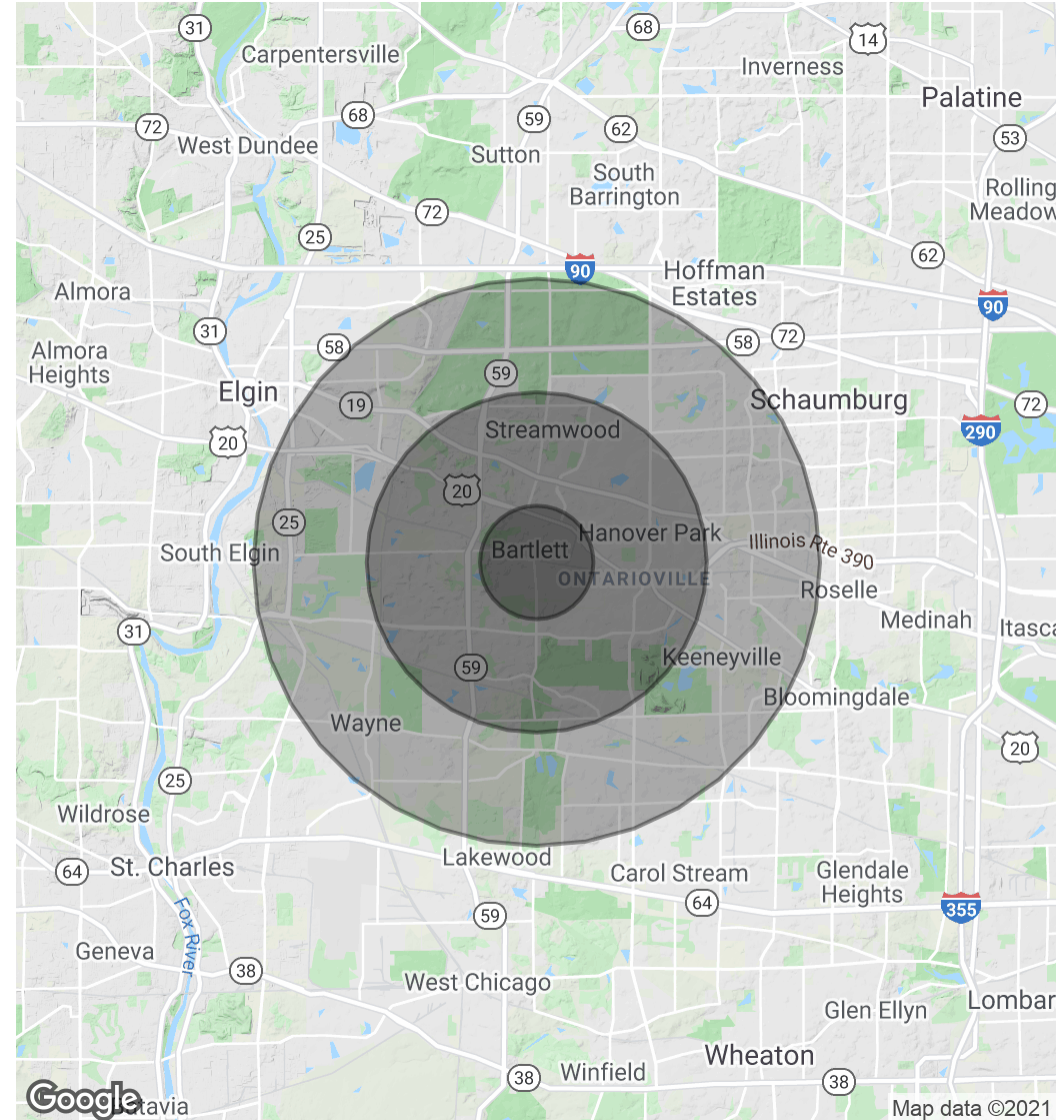 31
68
14
Carpentersville
Inverness
Palatine
68
59
62
72
53
West Dundee
Sutton
South
Barrington
Rolling
Meadow
72
25
62
90
Hoffman
Estates
Almora
90
31
58
58
72
Almora
Heights
59
Elgin
19
Schaumburg
72
20
Streamwood
290
20
25
Hanover Park
Illinois Rte 390
South Elgin
Bartlett
ONTARIOVILLE
Roselle
31
Medinah
Itasca
59
Keeneyville
Bloomingdale
Wayne
20
25
Wildrose
Lakewood
64
St. Charles
Carol Stream
Glendale
Heights
64
355
59
Fox River
Geneva
38
West Chicago
Glen Ellyn
Lombar
Wheaton
38
Winfield
38
Google
Batavia
Map data ©2021